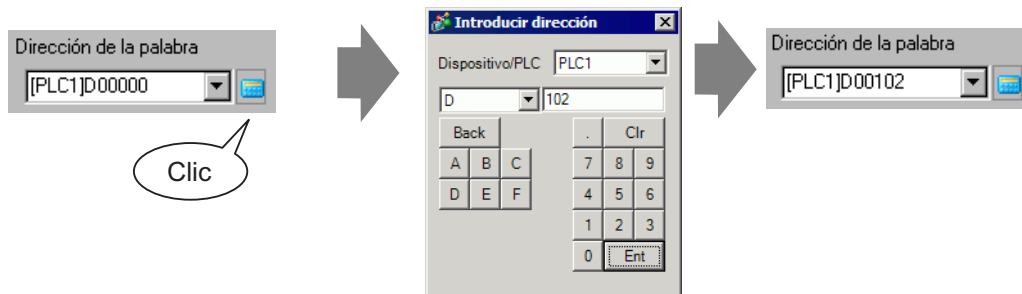 Dirección de la palabra
[PLC1]D00000
Clic
Introducir dirección
Dispositivo/PLC PLC1
D 102
Back . Clr
A B C 7 8 9
D E F 4 5 6
1 2 3
0 Ent
Dirección de la palabra
[PLC1]D00102